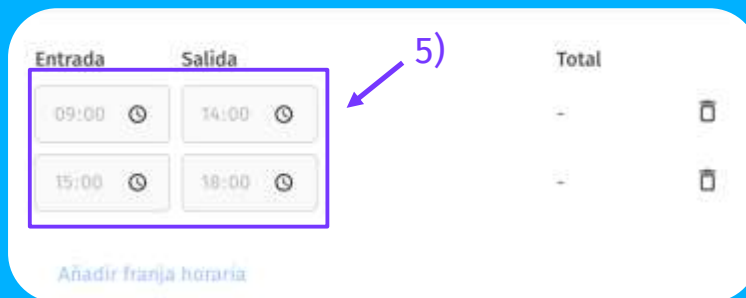 5)
Entrada Salida Total
09:00 14:00 -
15:00 18:00 -
Añadir franja horaria